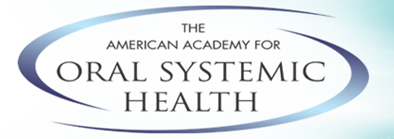 THE
AMERICAN ACADEMY FOR
ORAL SYSTEMIC
HEALTH